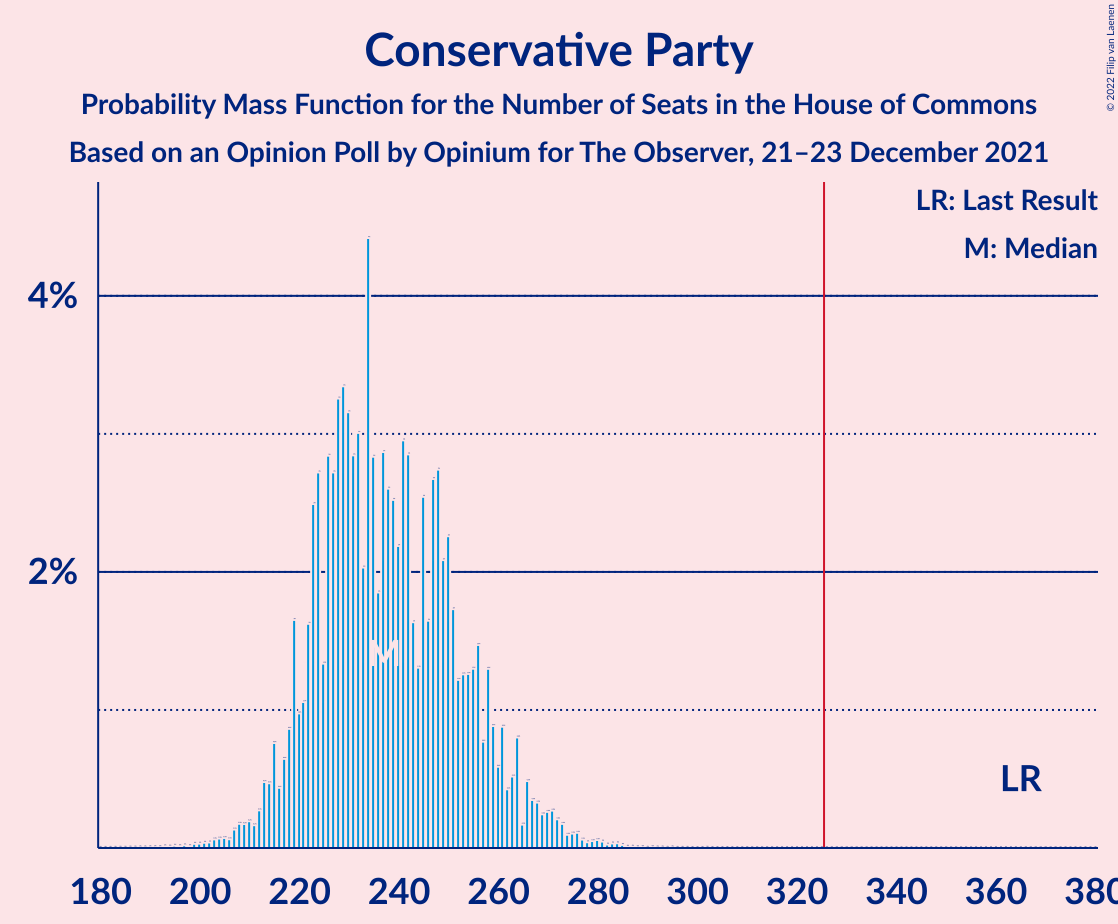 Conservative Party
Probability Mass Function for the Number of Seats in the House of Commons
Based on an Opinion Poll by Opinium for The Observer, 21–23 December 2021
© 2022 Filip van Laenen
LR: Last Result
M: Median
4%
2%
M
LR
180 200 220 240 260 280 300 320 340 360 380